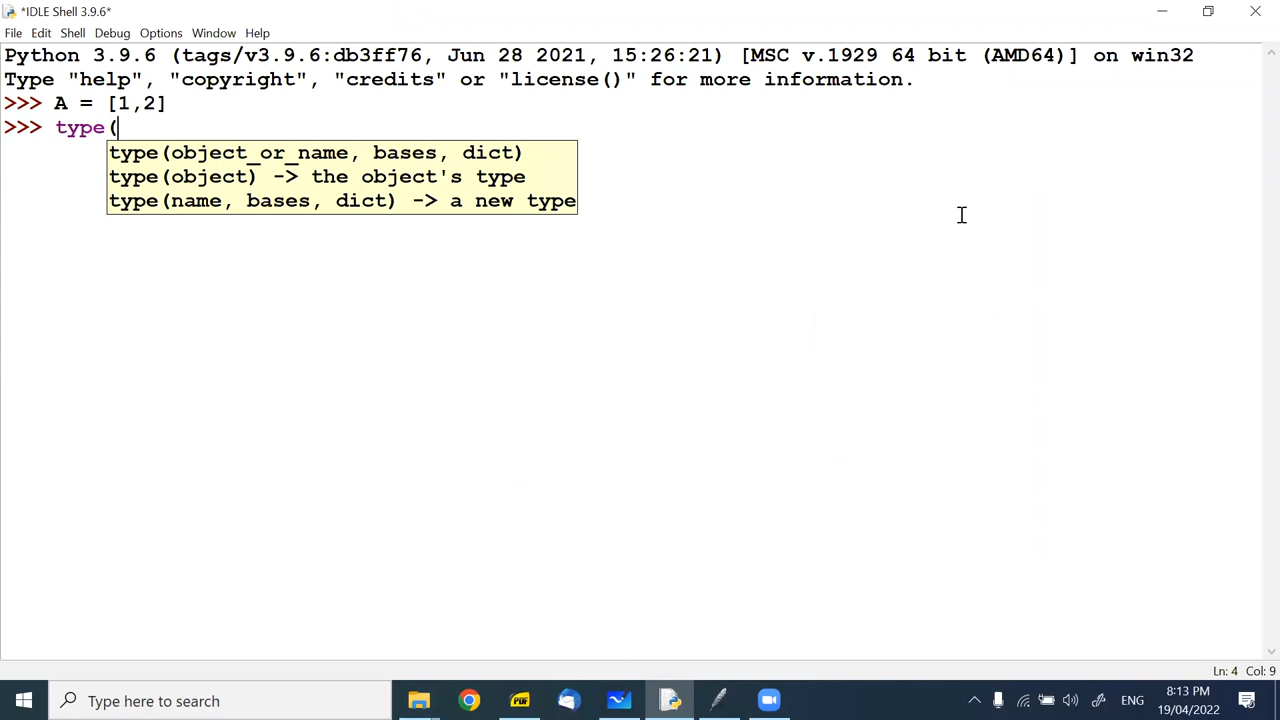 *IDLE Shell 3.9.6*
File Edit Shell Debug Options Window Help
Python 3.9.6 (tags/v3.9.6:db3ff76, Jun 28 2021, 15:26:21) [MSC v.1929 64 bit (AMD64)] on win32
Type "help", "copyright", "credits" or "license()" for more information.
>>> A = [1,2]
>>> type(
type(object_or_name, bases, dict)
type(object) -> the object's type
type(name, bases, dict) -> a new type
Ln: 4 Col: 9
Type here to search
PDF
ENG
8:13 PM
19/04/2022